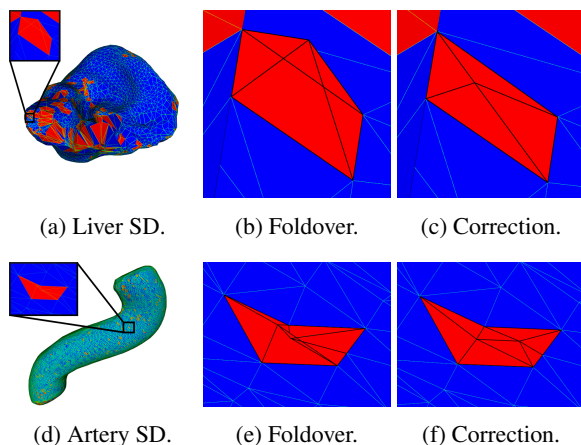 (a) Liver SD.
(b) Foldover.
(c) Correction.
(d) Artery SD.
(e) Foldover.
(f) Correction.